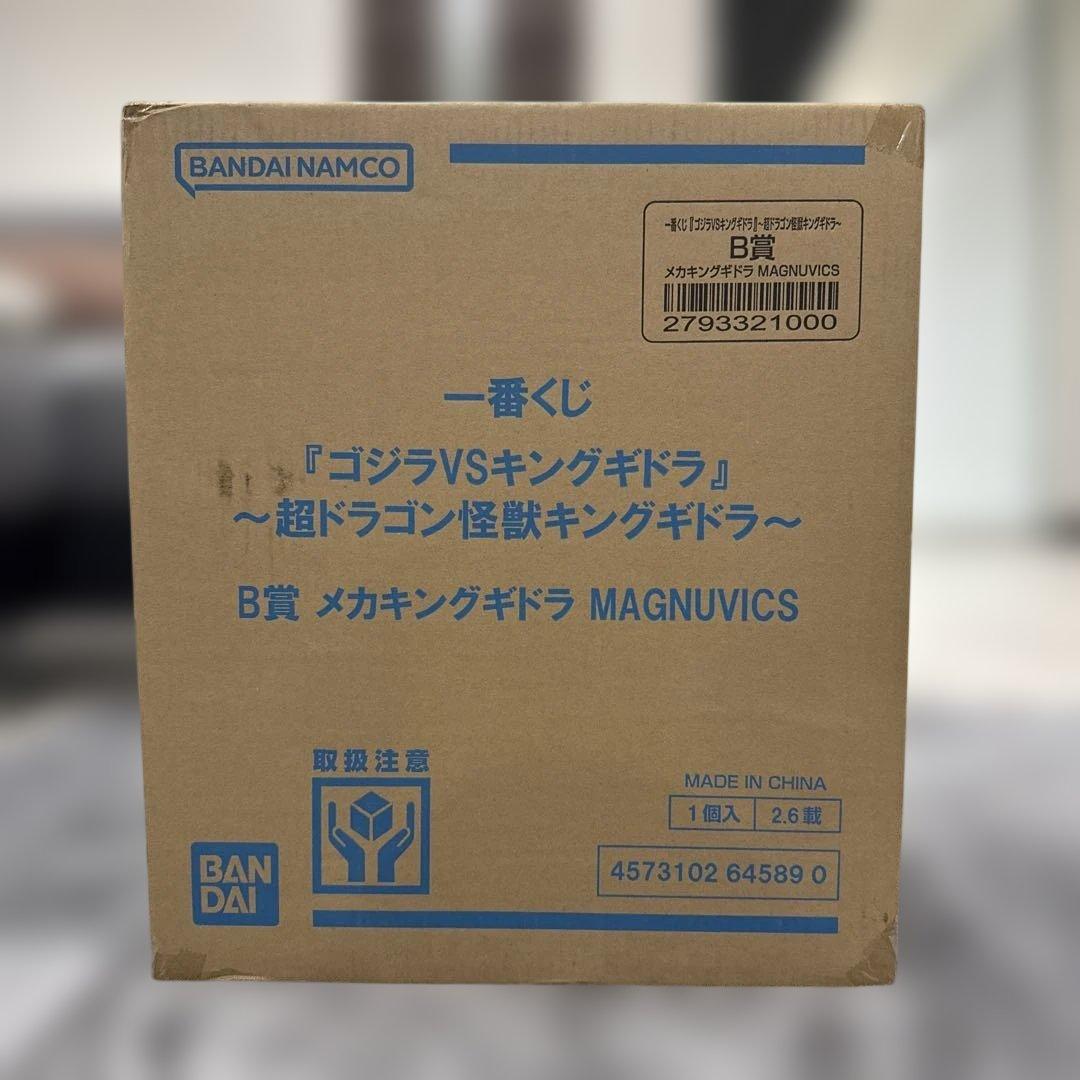 BANDAI NAMCO
一番くじ『ゴジラVSキングギドラ』～超ドラゴン怪獣キングギドラ～
B賞
メカキングギドラ MAGNUVICS
2793321000
一番くじ
『ゴジラVSキングギドラ』
～超ドラゴン怪獣キングギドラ～
B賞 メカキングギドラ MAGNUVICS
取扱注意
MADE IN CHINA
1個入 2.6載
4573102 64589 0
BAN
DAI